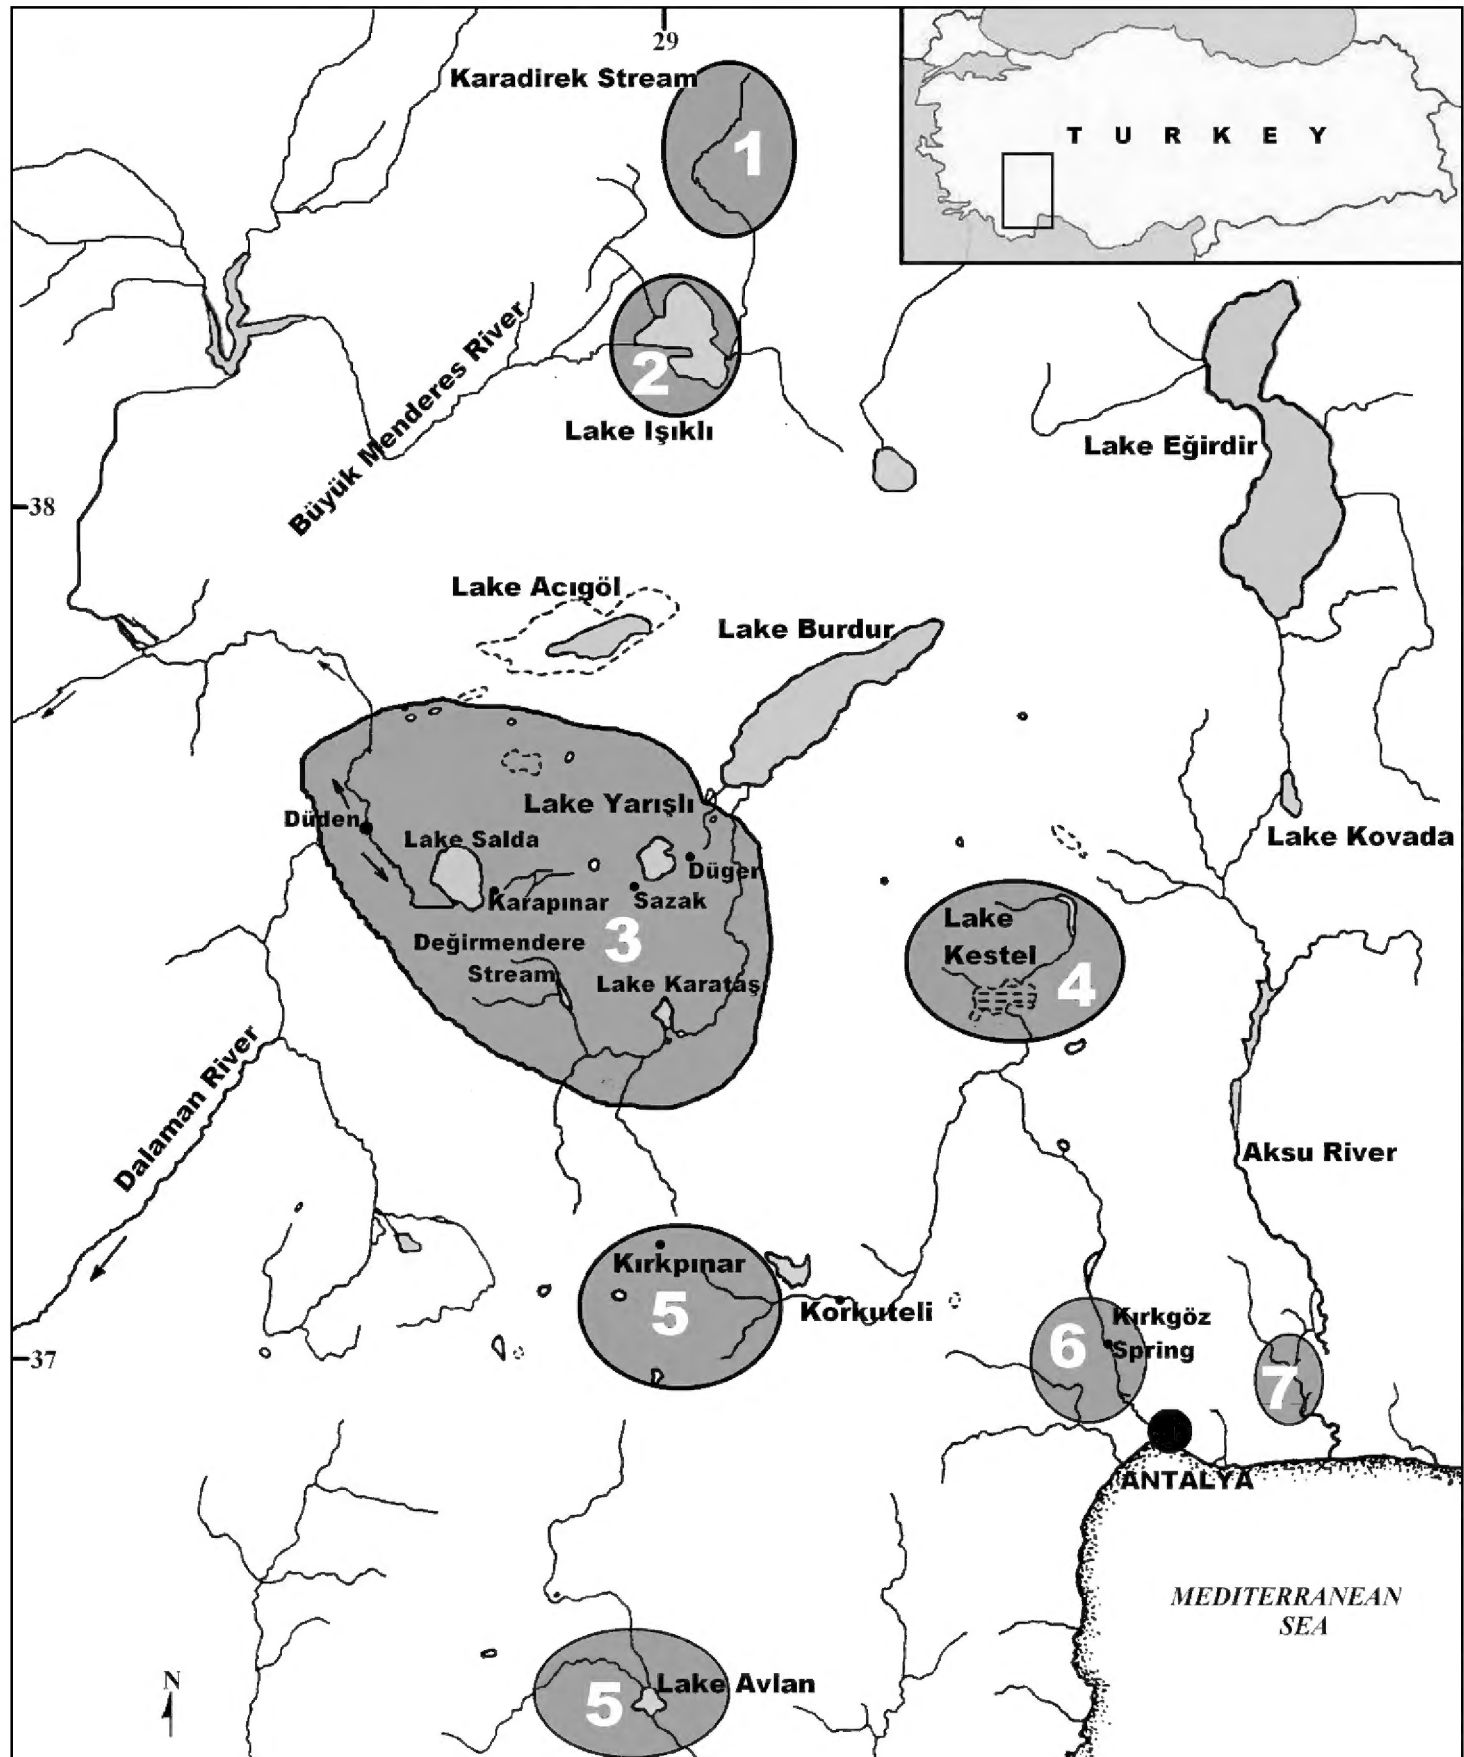 29
Karadirek Stream
1
T U R K E Y
2
Lake Işıklı
Büyük Menderes River
Lake Eğirdir
38
Lake Acıgöl
Lake Burdur
Lake Yarışlı
Düden
Lake Salda
Düger
Karapınar
Sazak
Lake Kovada
3
Değirmendere
Stream
Lake Karataş
Lake
Kestel
4
Dalaman River
Aksu River
Kırkpınar
5
Korkuteli
Kırkgöz
Spring
6
37
7
ANTALYA
MEDITERRANEAN
SEA
N
Lake Avlan
5